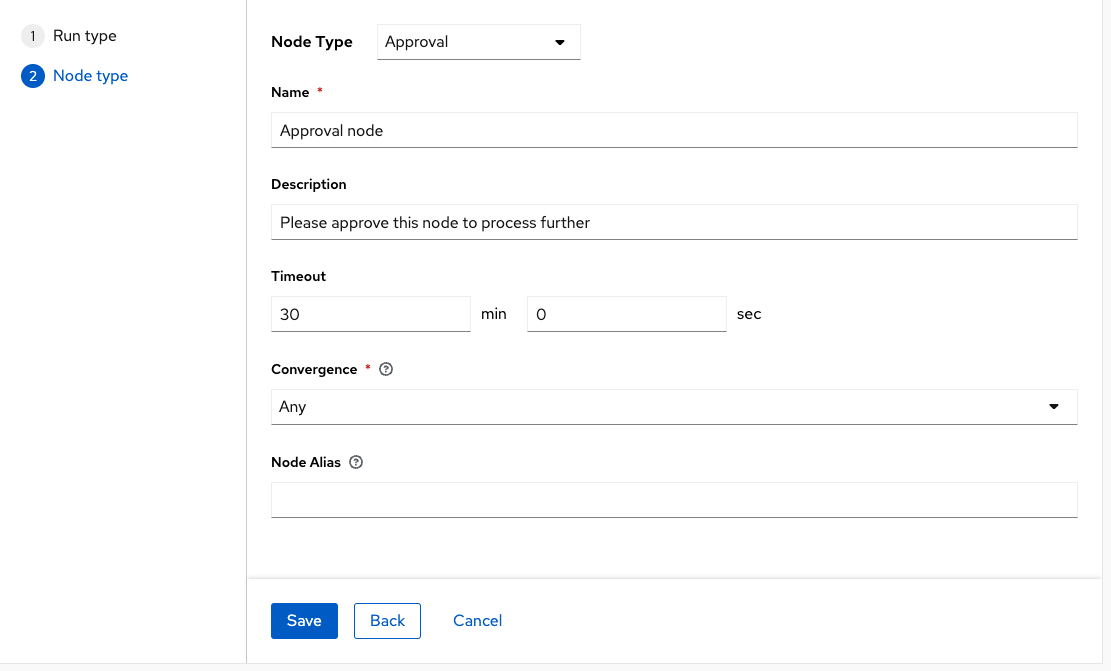 1 Run type
2 Node type
Node Type Approval
Name *
Approval node
Description
Please approve this node to process further
Timeout
30 min 0 sec
Convergence * ?
Any
Node Alias ?
Save Back Cancel